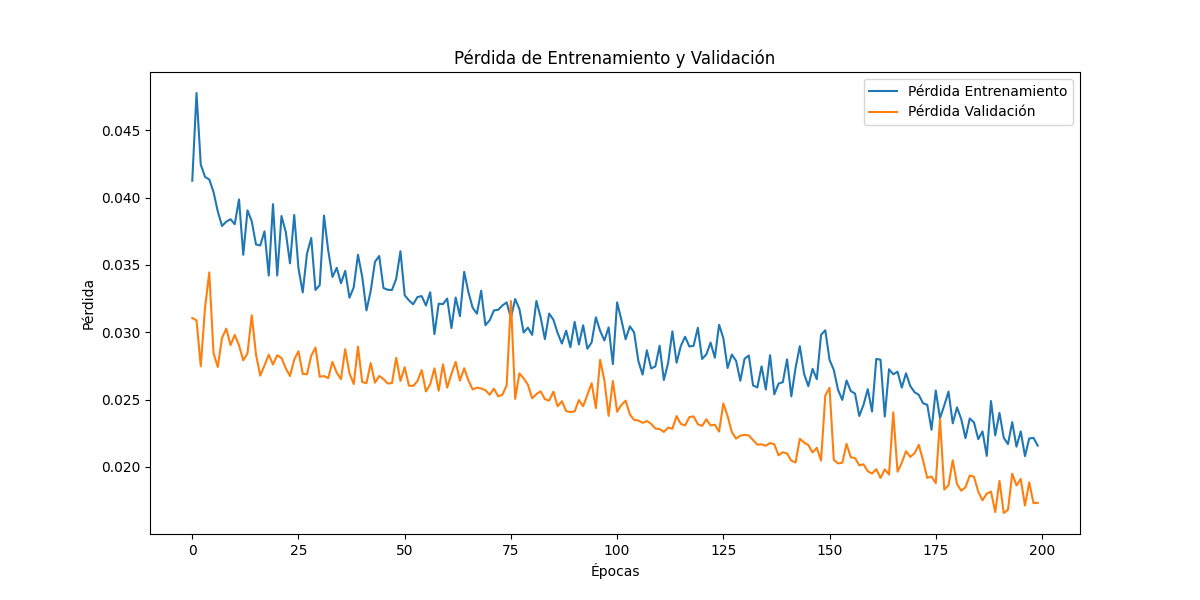 Pérdida de Entrenamiento y Validación
Pérdida Entrenamiento
Pérdida Validación
0.045
0.040
0.035
0.030
0.025
0.020
Pérdida
0 25 50 75 100 125 150 175 200
Épocas